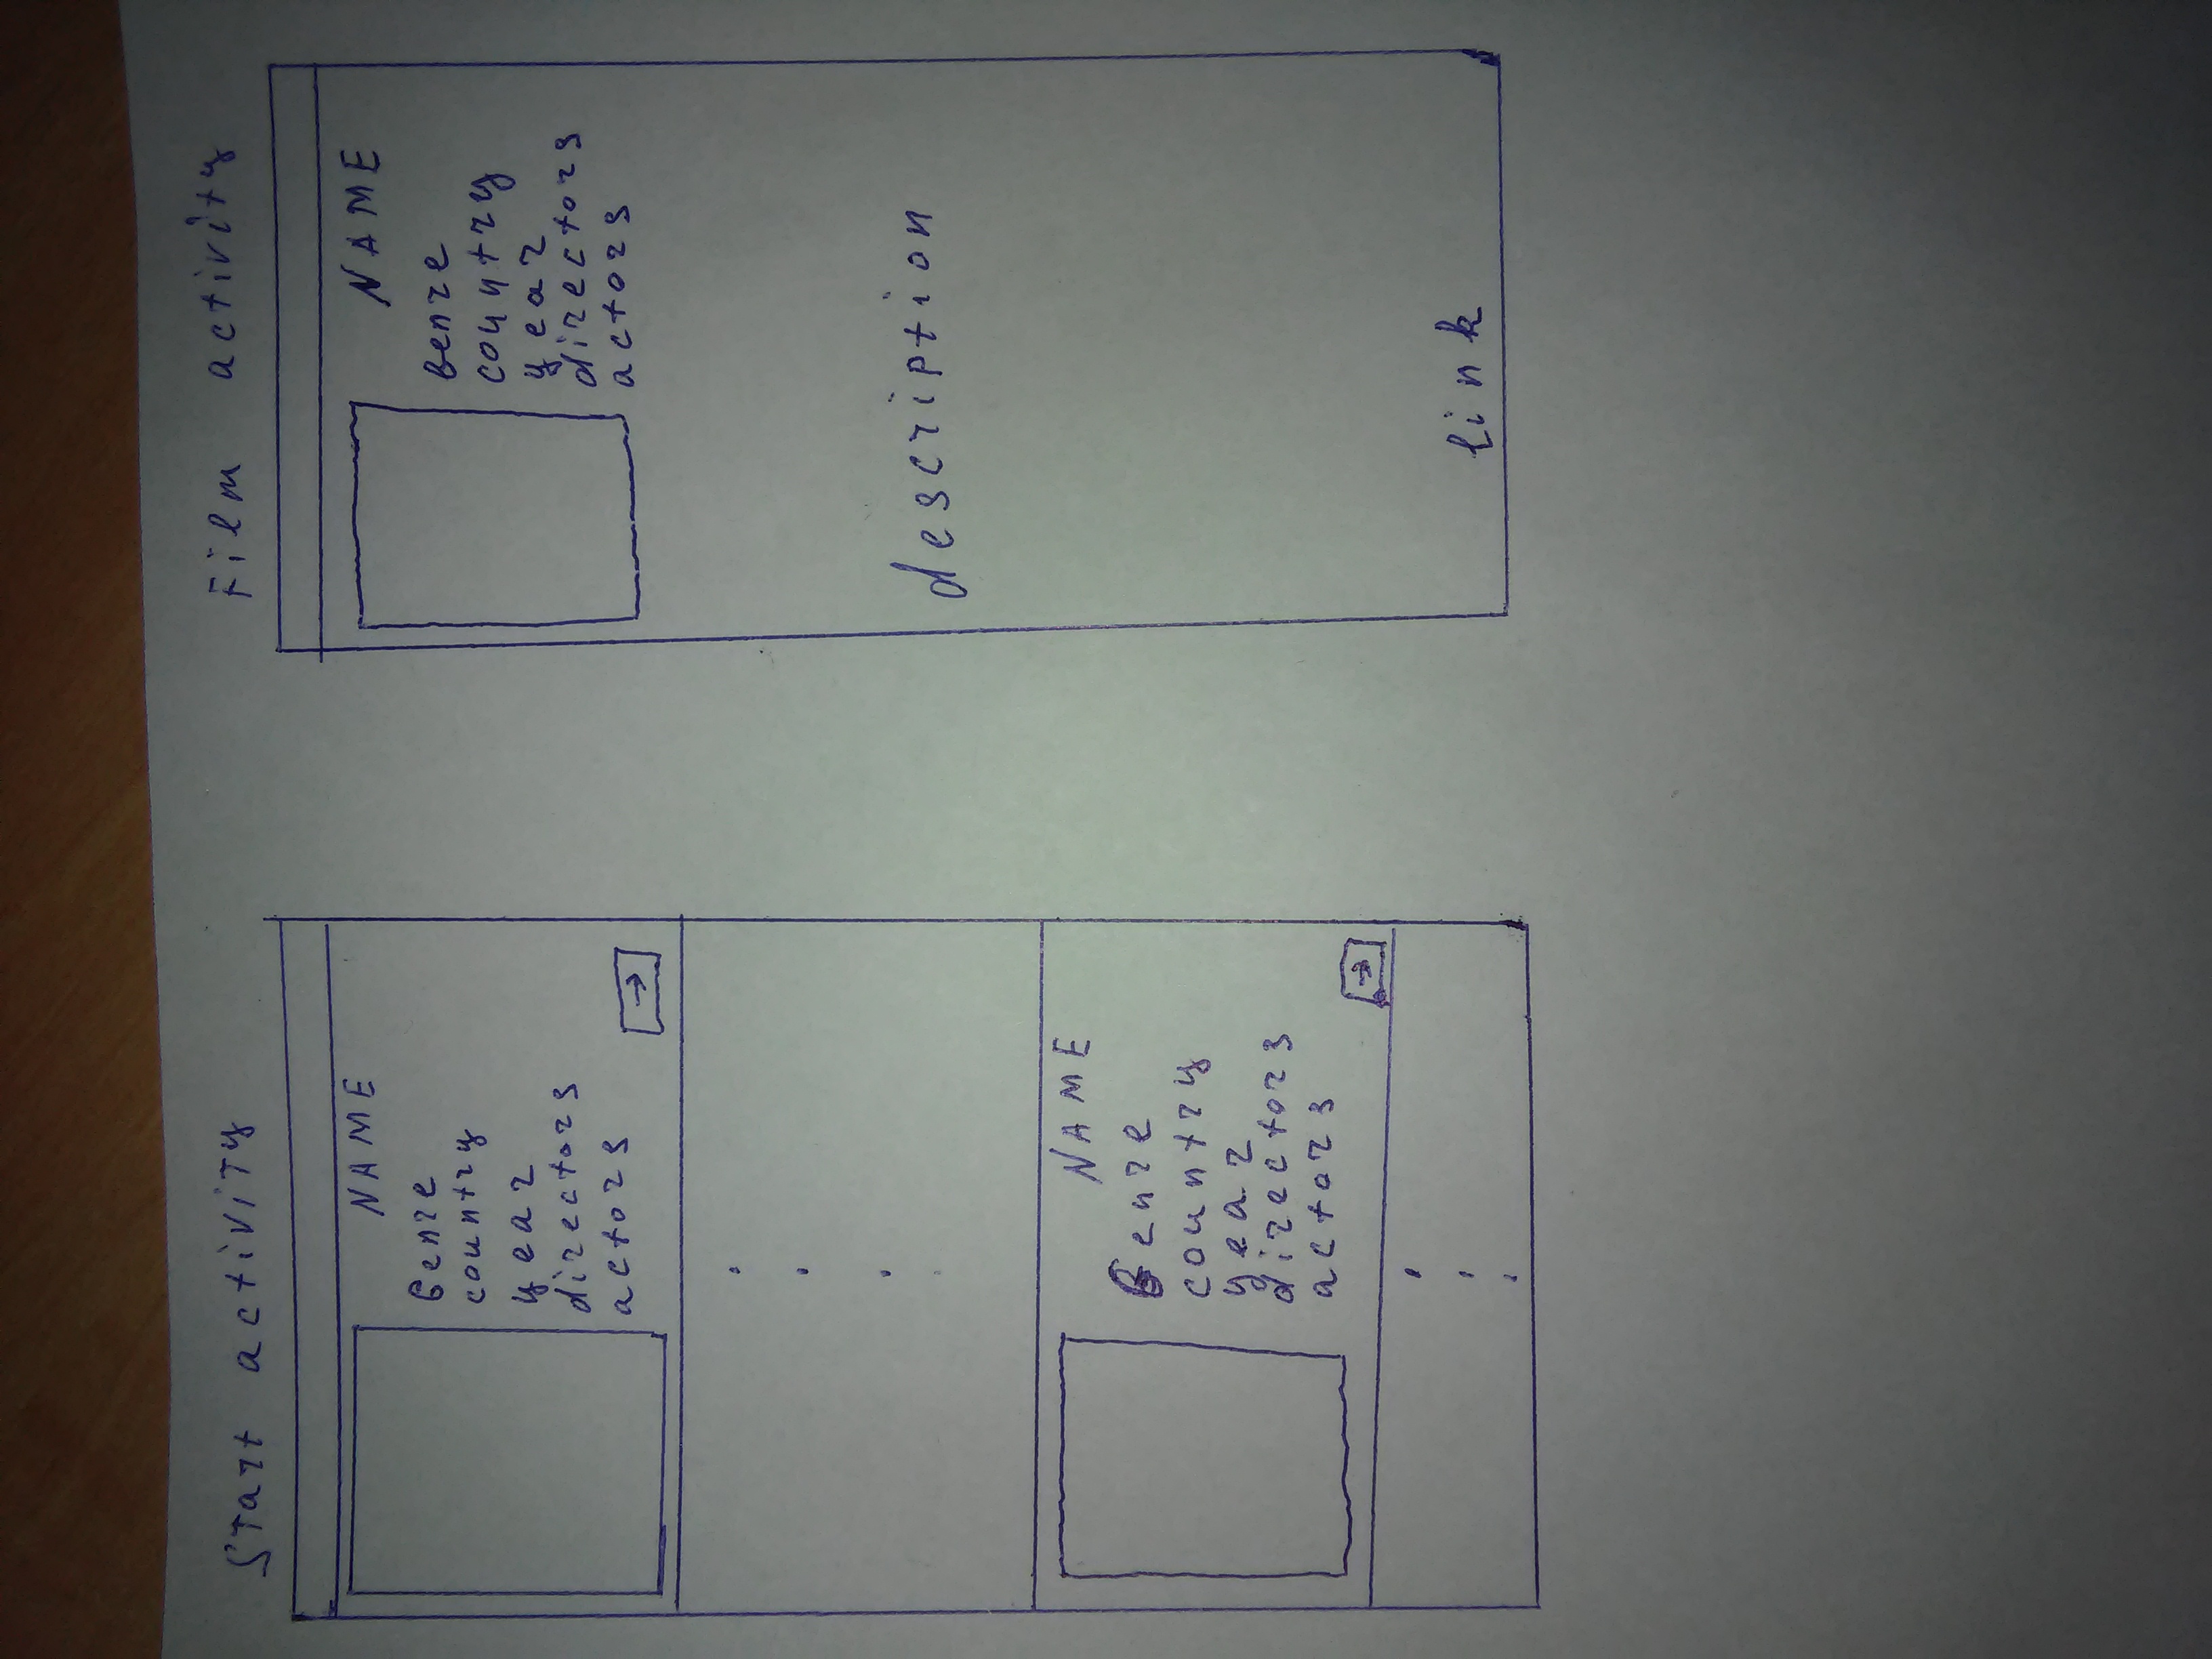 Start activity
NAME
Genre
country
year
directors
actors
→
NAME
Genre
country
year
directors
actors
→
Film activity
NAME
Genre
country
year
directors
actors
description
link